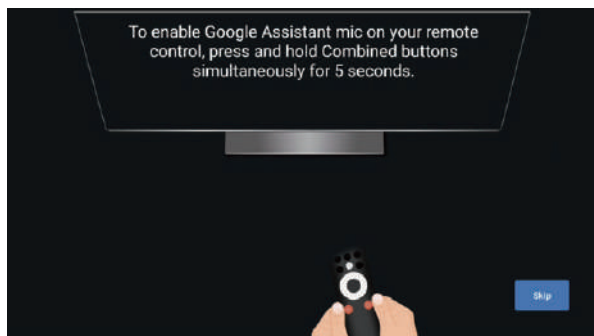 To enable Google Assistant mic on your remote
control, press and hold Combined buttons
simultaneously for 5 seconds.
Skip